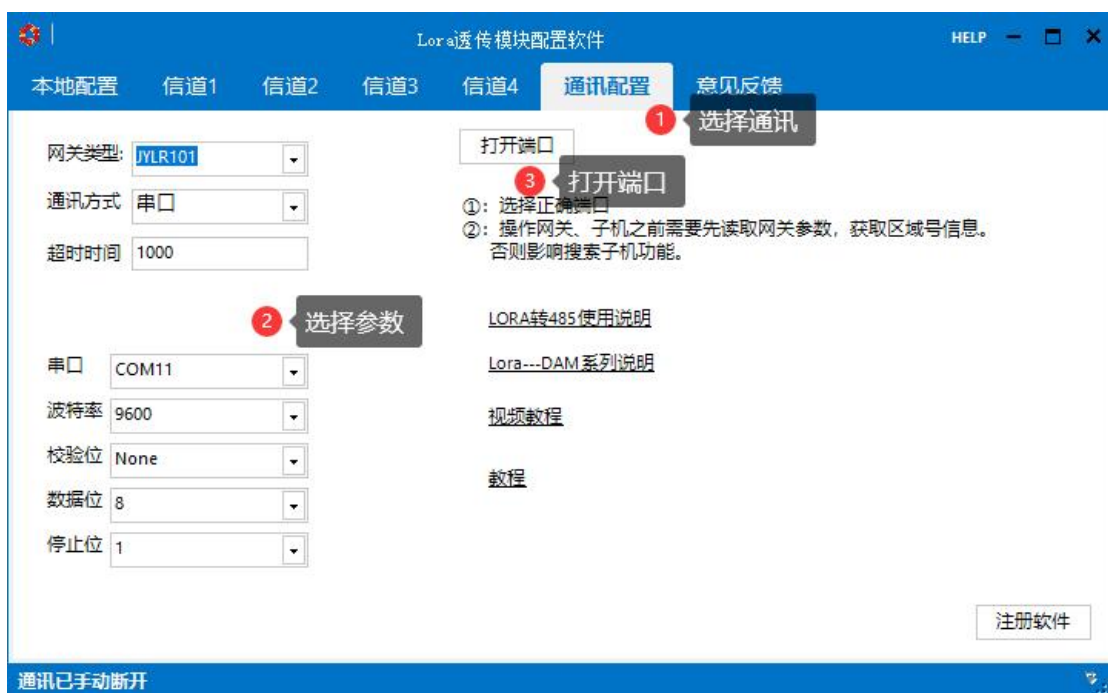 Lora透传模块配置软件 HELP
本地配置 信道1 信道2 信道3 信道4 通讯配置 意见反馈
1 选择通讯
网关类型: JYLR101
打开端口
3 打开端口
通讯方式 串口
①：选择正确端口
②：操作网关、子机之前需要先读取网关参数，获取区域号信息。
否则影响搜索子机功能。
超时时间 1000
2 选择参数
LORA转485使用说明
串口 COM11
Lora---DAM系列说明
波特率 9600
视频教程
校验位 None
教程
数据位 8
停止位 1
注册软件
通讯已手动断开